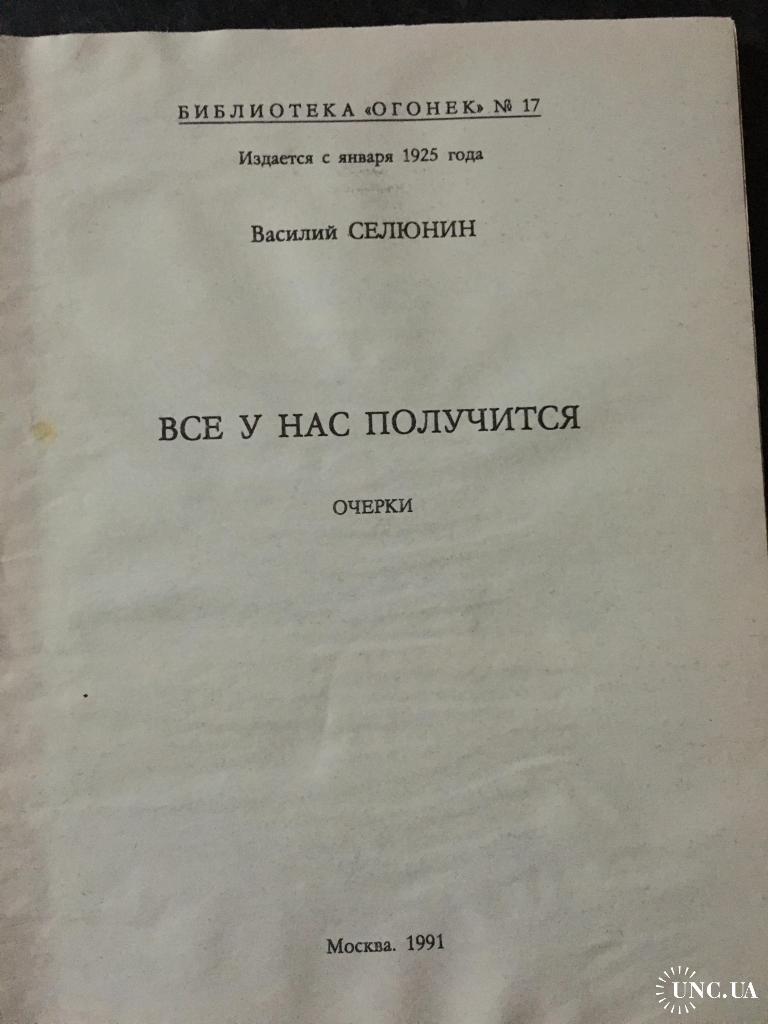 БИБЛИОТЕКА «ОГОНЕК» № 17
Издается с января 1925 года
Василий СЕЛЮНИН
ВСЕ У НАС ПОЛУЧИТСЯ
ОЧЕРКИ
Москва. 1991
UNC.UA